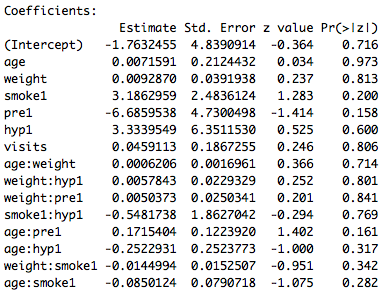 Coefficients:
Estimate Std. Error z value Pr(>|z|)
(Intercept) -1.7632455 4.8390914 -0.364 0.716
age 0.0071591 0.2124432 0.034 0.973
weight 0.0092870 0.0391938 0.237 0.813
smoke1 3.1862959 2.4836124 1.283 0.200
pre1 -6.6859538 4.7300498 -1.414 0.158
hyp1 3.3339549 6.3511530 0.525 0.600
visits 0.0459113 0.1867255 0.246 0.806
age:weight 0.0006206 0.0016961 0.366 0.714
weight:hyp1 0.0057843 0.0229329 0.252 0.801
weight:pre1 0.0050373 0.0250341 0.201 0.841
smoke1:hyp1 -0.5481738 1.8627042 -0.294 0.769
age:pre1 0.1715404 0.1223920 1.402 0.161
age:hyp1 -0.2522931 0.2523773 -1.000 0.317
weight:smoke1 -0.0144994 0.0152507 -0.951 0.342
age:smoke1 -0.0850124 0.0790718 -1.075 0.282